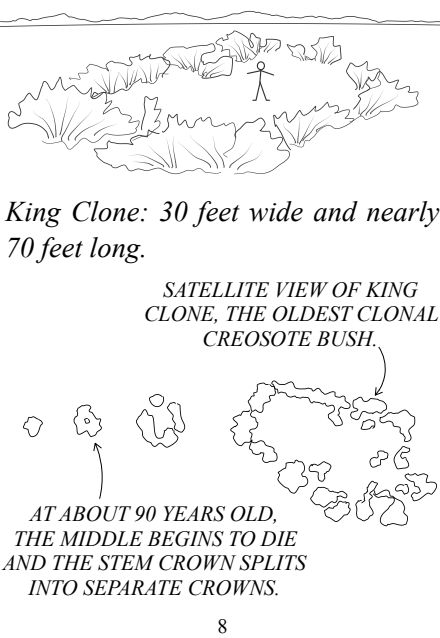 King Clone: 30 feet wide and nearly
70 feet long.
SATELLITE VIEW OF KING
CLONE, THE OLDEST CLONAL
CREOSOTE BUSH.
AT ABOUT 90 YEARS OLD,
THE MIDDLE BEGINS TO DIE
AND THE STEM CROWN SPLITS
INTO SEPARATE CROWNS.
8